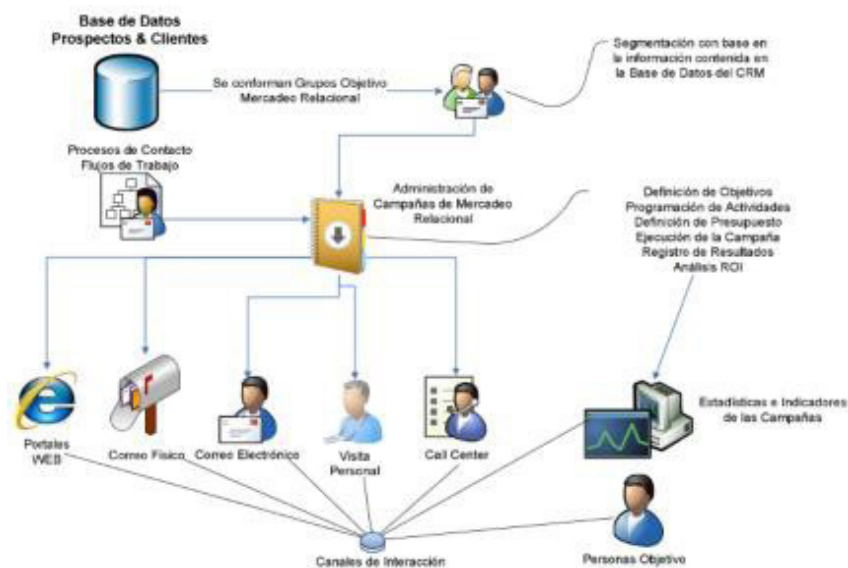 Base de Datos
Prospectos & Clientes
Se conforman Grupos Objetivo
Mercadeo Relacional
Segmentación con base en
la información contenida en
la Base de Datos del CRM
Procesos de Contacto
Flujos de Trabajo
Administración de
Campañas de Mercadeo
Relacional
Definición de Objetivos
Programación de Actividades
Definición de Presupuesto
Ejecución de la Campaña
Registro de Resultados
Análisis ROI
Portales
WEB
Correo Físico
Correo Electrónico
Visita
Personal
Call Center
Estadísticas e Indicadores
de las Campañas
Canales de Interacción
Personas Objetivo